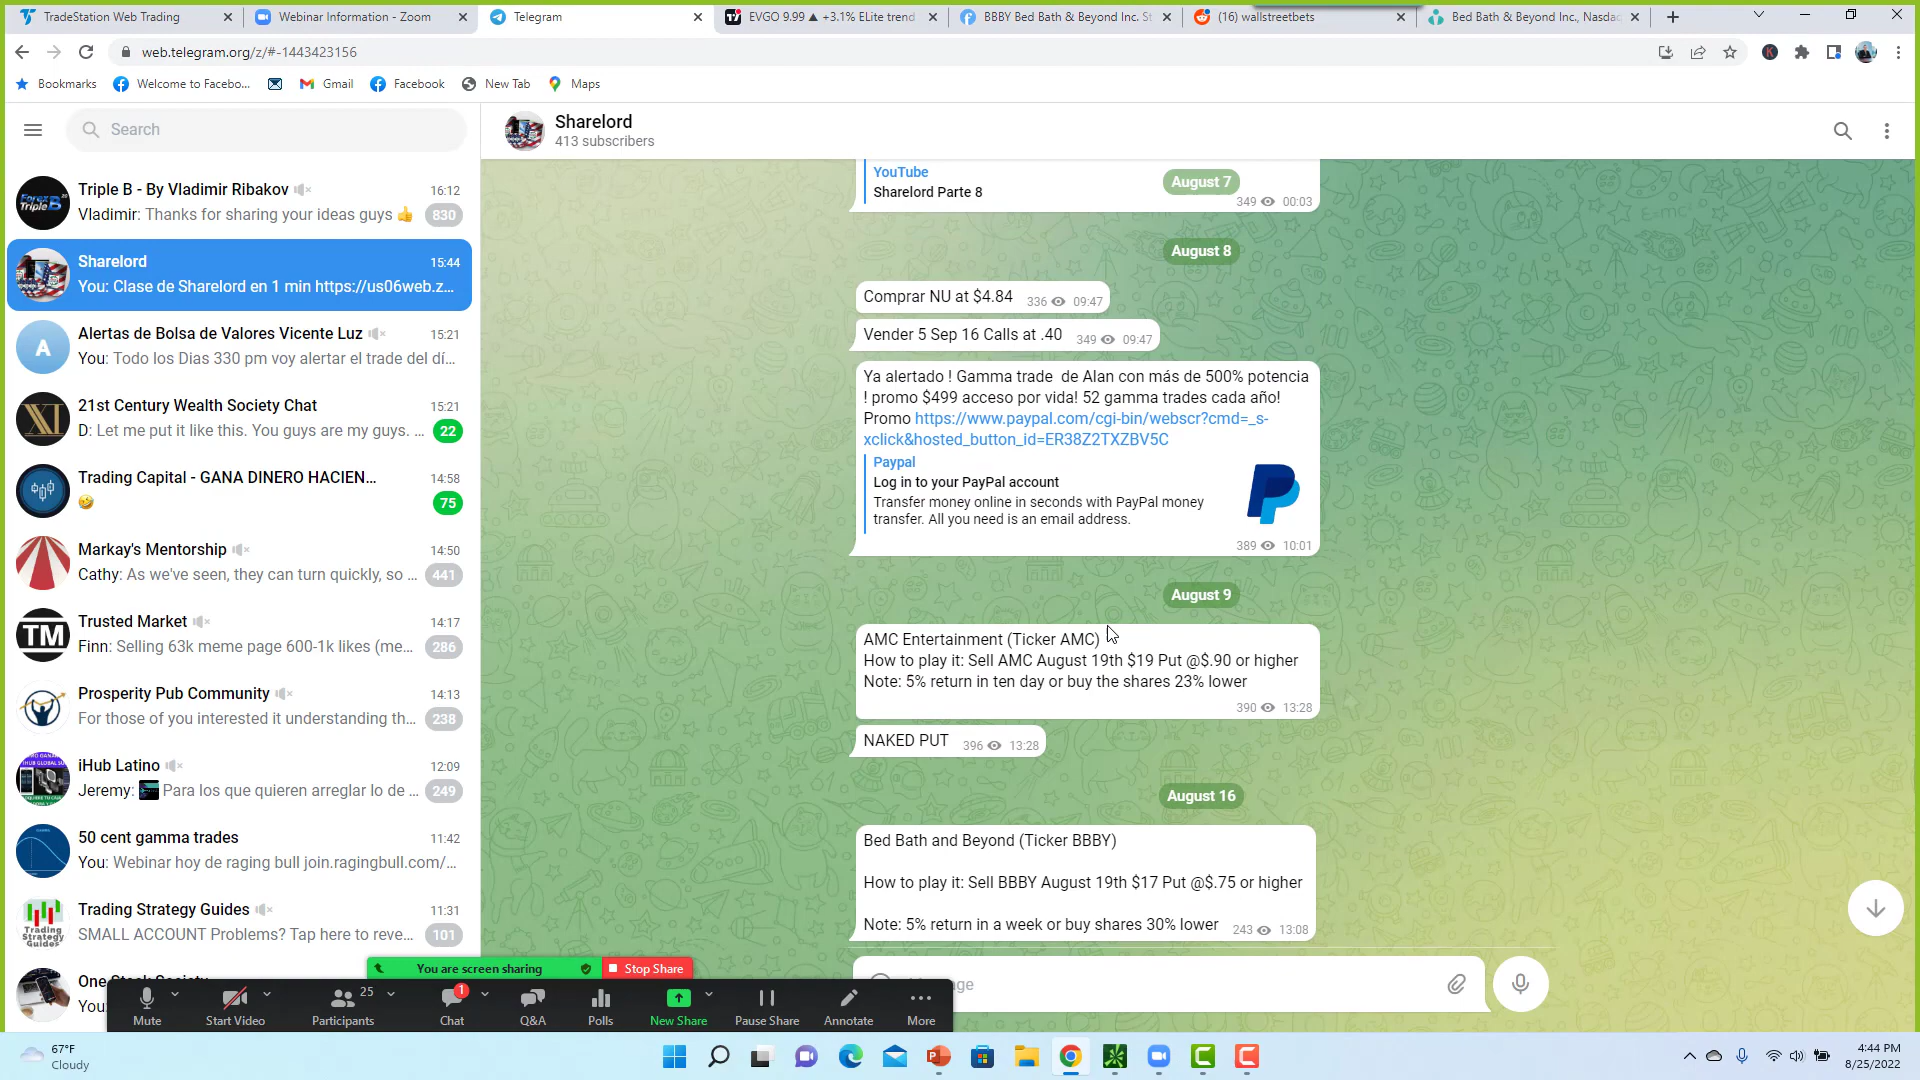 TradeStation Web Trading
Webinar Information - Zoom
Telegram
EVGO 9.99 ▲ +3.1% ELite trend
BBBY Bed Bath & Beyond Inc. St
(16) wallstreetbets
Bed Bath & Beyond Inc., Nasdaq
web.telegram.org/z/#-1443423156
Bookmarks
Welcome to Facebo...
Gmail
Facebook
New Tab
Maps
Search
Sharelord
413 subscribers
Triple B - By Vladimir Ribakov
16:12
Vladimir: Thanks for sharing your ideas guys 👍
830
Sharelord
15:44
You: Clase de Sharelord en 1 min https://us06web.z...
A
Alertas de Bolsa de Valores Vicente Luz
15:21
You: Todo los Dias 330 pm voy alertar el trade del dí...
21st Century Wealth Society Chat
15:21
D: Let me put it like this. You guys are my guys. ...
22
Trading Capital - GANA DINERO HACIEN...
14:58
🤣
75
Markay's Mentorship
14:50
Cathy: As we've seen, they can turn quickly, so ...
441
TM
Trusted Market
14:17
Finn: Selling 63k meme page 600-1k likes (me...
286
Prosperity Pub Community
14:13
For those of you interested it understanding th...
238
iHub Latino
12:09
Jeremy: Para los que quieren arreglar lo de ...
249
50 cent gamma trades
11:42
You: Webinar hoy de raging bull join.ragingbull.com/...
Trading Strategy Guides
Trading Strategy Guides
11:31
SMALL ACCOUNT Problems? Tap here to reve...
101
One Stock Society
You:
YouTube
Sharelord Parte 8
August 7
349 00:03
August 8
Comprar NU at $4.84 336 09:47
Vender 5 Sep 16 Calls at .40 349 09:47
Ya alertado ! Gamma trade de Alan con más de 500% potencia
! promo $499 acceso por vida! 52 gamma trades cada año!
Promo https://www.paypal.com/cgi-bin/webscr?cmd=_s-
xclick&hosted_button_id=ER38Z2TXZBV5C
Paypal
Log in to your PayPal account
Transfer money online in seconds with PayPal money
transfer. All you need is an email address.
389 10:01
August 9
AMC Entertainment (Ticker AMC)
How to play it: Sell AMC August 19th $19 Put @$.90 or higher
Note: 5% return in ten day or buy the shares 23% lower
390 13:28
NAKED PUT 396 13:28
August 16
Bed Bath and Beyond (Ticker BBBY)
How to play it: Sell BBBY August 19th $17 Put @$.75 or higher
Note: 5% return in a week or buy shares 30% lower 243 13:08
You are screen sharing
Stop Share
Mute
Start Video
25
Participants
1
Chat
Q&A
Polls
New Share
Pause Share
Annotate
More
67°F
Cloudy
4:44 PM
8/25/2022